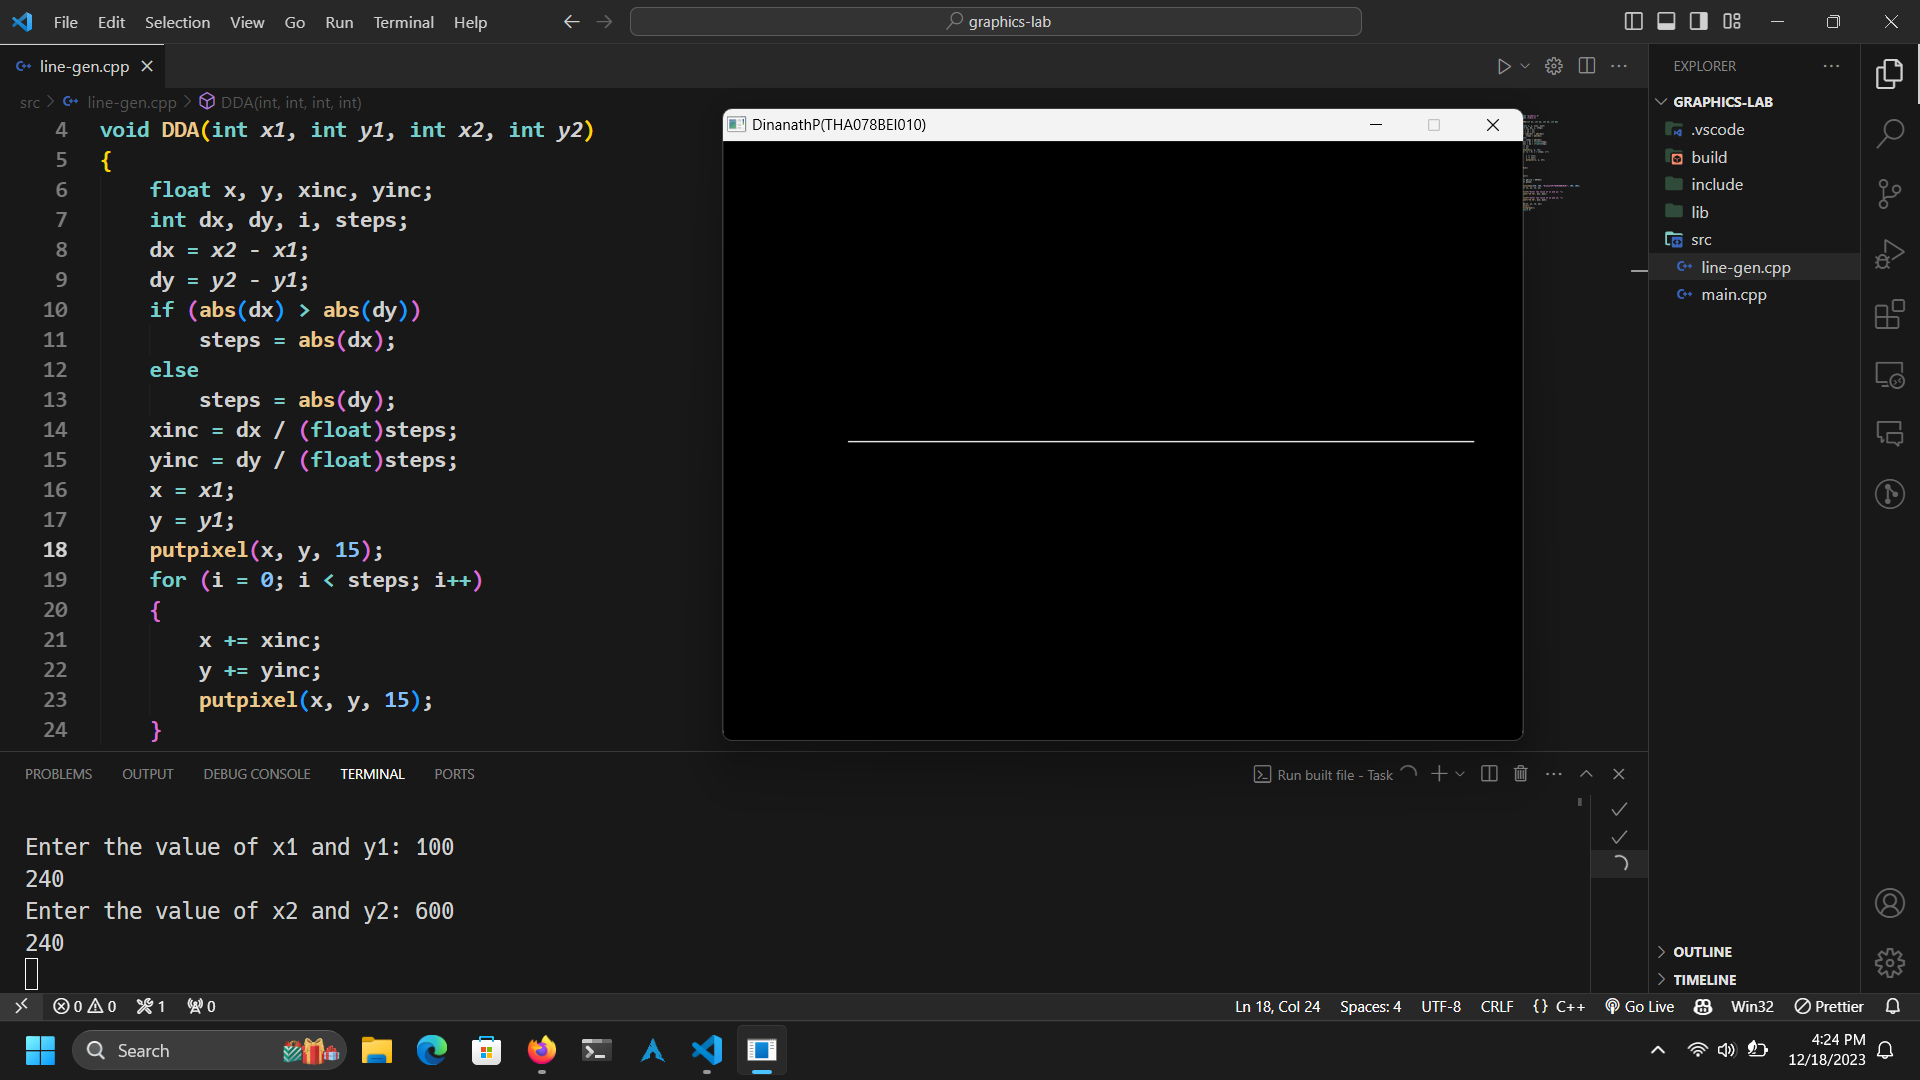 File Edit Selection View Go Run Terminal Help
graphics-lab
line-gen.cpp
src > line-gen.cpp > DDA(int, int, int, int)
4 void DDA(int x1, int y1, int x2, int y2)
5 {
6 float x, y, xinc, yinc;
7 int dx, dy, i, steps;
8 dx = x2 - x1;
9 dy = y2 - y1;
10 if (abs(dx) > abs(dy))
11 steps = abs(dx);
12 else
13 steps = abs(dy);
14 xinc = dx / (float)steps;
15 yinc = dy / (float)steps;
16 x = x1;
17 y = y1;
18 putpixel(x, y, 15);
19 for (i = 0; i < steps; i++)
20 {
21 x += xinc;
22 y += yinc;
23 putpixel(x, y, 15);
24 }
DinanathP(THA078BEI010)
EXPLORER
GRAPHICS-LAB
.vscode
build
include
lib
src
line-gen.cpp
main.cpp
OUTLINE
TIMELINE
PROBLEMS OUTPUT DEBUG CONSOLE TERMINAL PORTS
Run built file - Task
Enter the value of x1 and y1: 100
240
Enter the value of x2 and y2: 600
240
0 0 1 0
Ln 18, Col 24 Spaces: 4 UTF-8 CRLF {} C++ Go Live Win32 Prettier
Search
4:24 PM
12/18/2023